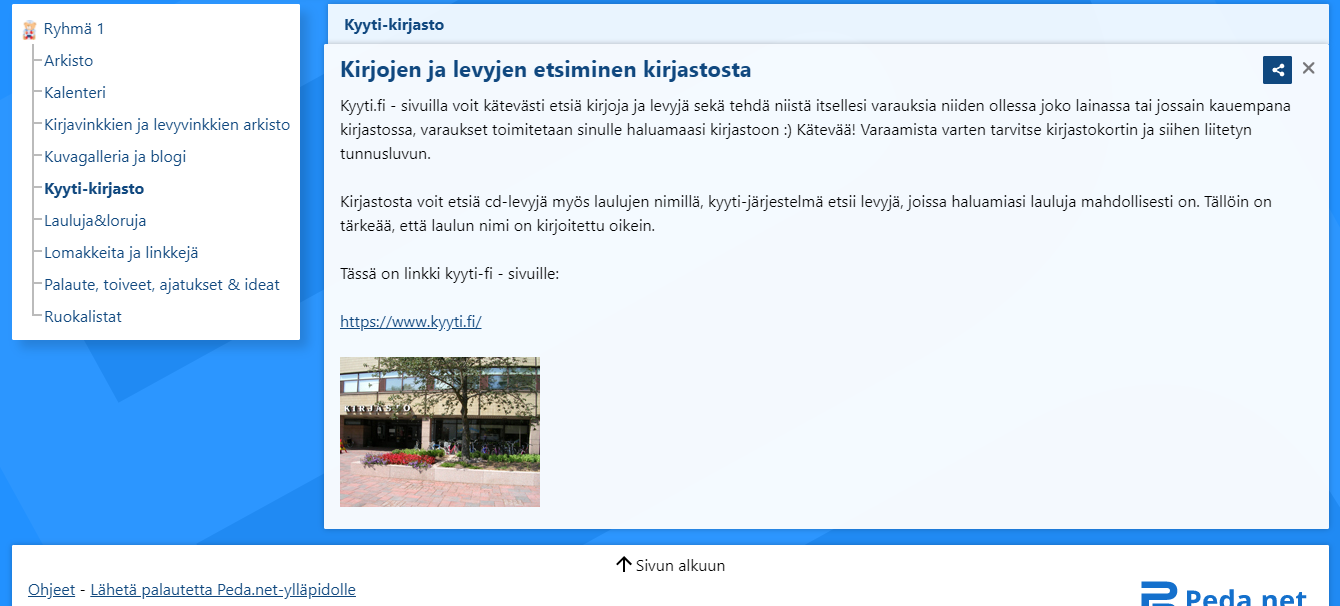 Ryhmä 1
Arkisto
Kalenteri
Kirjavinkkien ja levyvinkkien arkisto
Kuvagalleria ja blogi
Kyyti-kirjasto
Lauluja&loruja
Lomakkeita ja linkkejä
Palaute, toiveet, ajatukset & ideat
Ruokalistat
Kyyti-kirjasto
Kirjojen ja levyjen etsiminen kirjastosta
Kyyti.fi - sivuilla voit kätevästi etsiä kirjoja ja levyjä sekä tehdä niistä itsellesi varauksia niiden ollessa joko lainassa tai jossain kauempana
kirjastossa, varaukset toimitetaan sinulle haluamaasi kirjastoon :) Kätevää! Varaamista varten tarvitse kirjastokortin ja siihen liitetyn
tunnusluvun.
Kirjastosta voit etsiä cd-levyjä myös laulujen nimillä, kyyti-järjestelmä etsii levyjä, joissa haluamiasi lauluja mahdollisesti on. Tällöin on
tärkeää, että laulun nimi on kirjoitettu oikein.
Tässä on linkki kyyti-fi - sivuille:
https://www.kyyti.fi/
KIRJASTO
Sivun alkuun
Ohjeet - Lähetä palautetta Peda.net-ylläpidolle
Peda.net